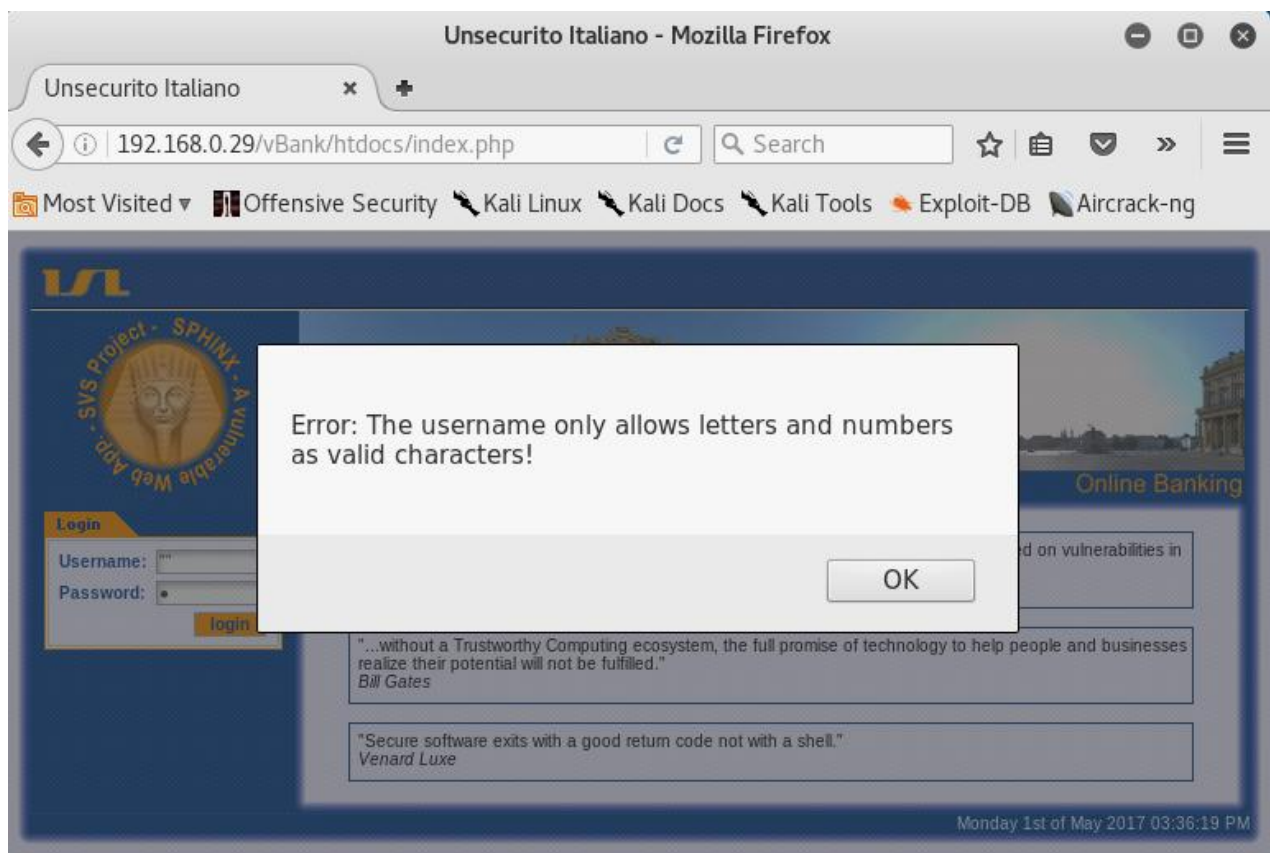 Unsecurito Italiano - Mozilla Firefox
Unsecurito Italiano
192.168.0.29/vBank/htdocs/index.php
Search
Most Visited
Offensive Security
Kali Linux
Kali Docs
Kali Tools
Exploit-DB
Aircrack-ng
SVS Project - SPHINX - A vulnerable Web App.
Error: The username only allows letters and numbers
as valid characters!
OK
Online Banking
Login
Username: ""
Password: •
login
ed on vulnerabilities in
"...without a Trustworthy Computing ecosystem, the full promise of technology to help people and businesses
realize their potential will not be fulfilled."
Bill Gates
"Secure software exits with a good return code not with a shell."
Venard Luxe
Monday 1st of May 2017 03:36:19 PM